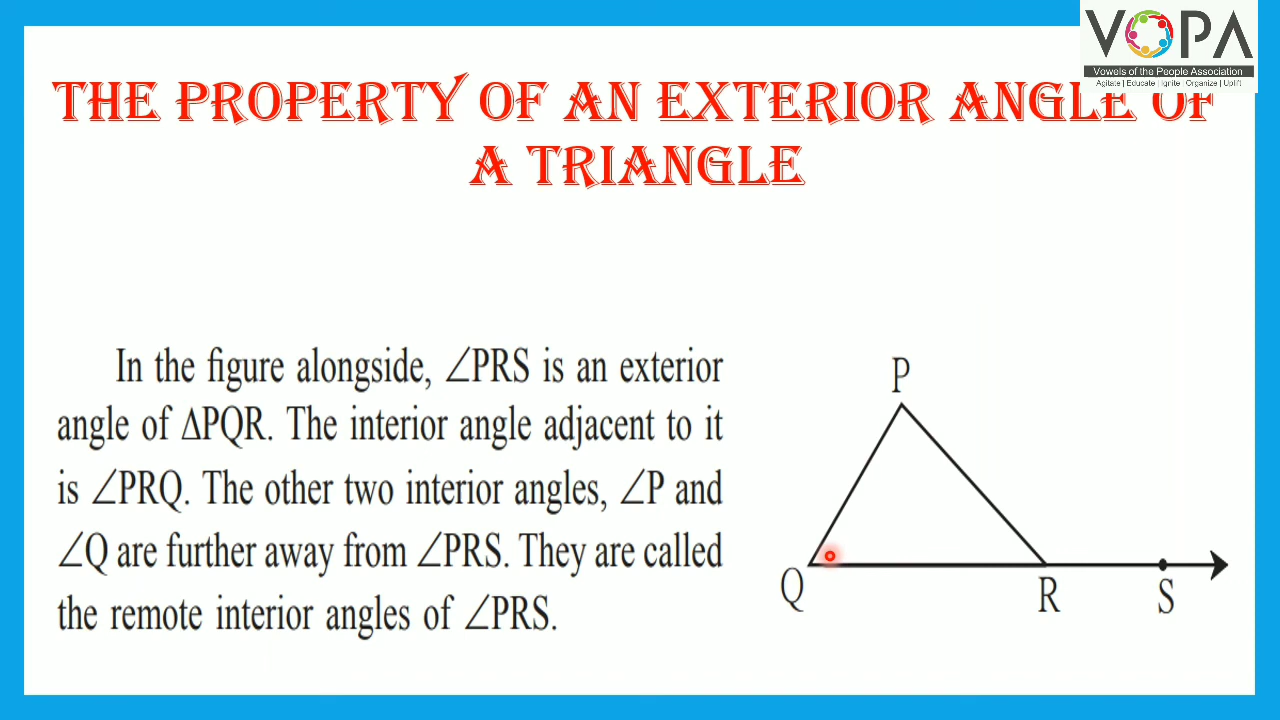 VOPA
Vowels of the People Association
Agitate | Educate | Ignite | Organize | Uplift
THE PROPERTY OF AN EXTERIOR ANGLE OF
A TRIANGLE
In the figure alongside, ∠PRS is an exterior
angle of ΔPQR. The interior angle adjacent to it
is ∠PRQ. The other two interior angles, ∠P and
∠Q are further away from ∠PRS. They are called
the remote interior angles of ∠PRS.
P
Q
R
S